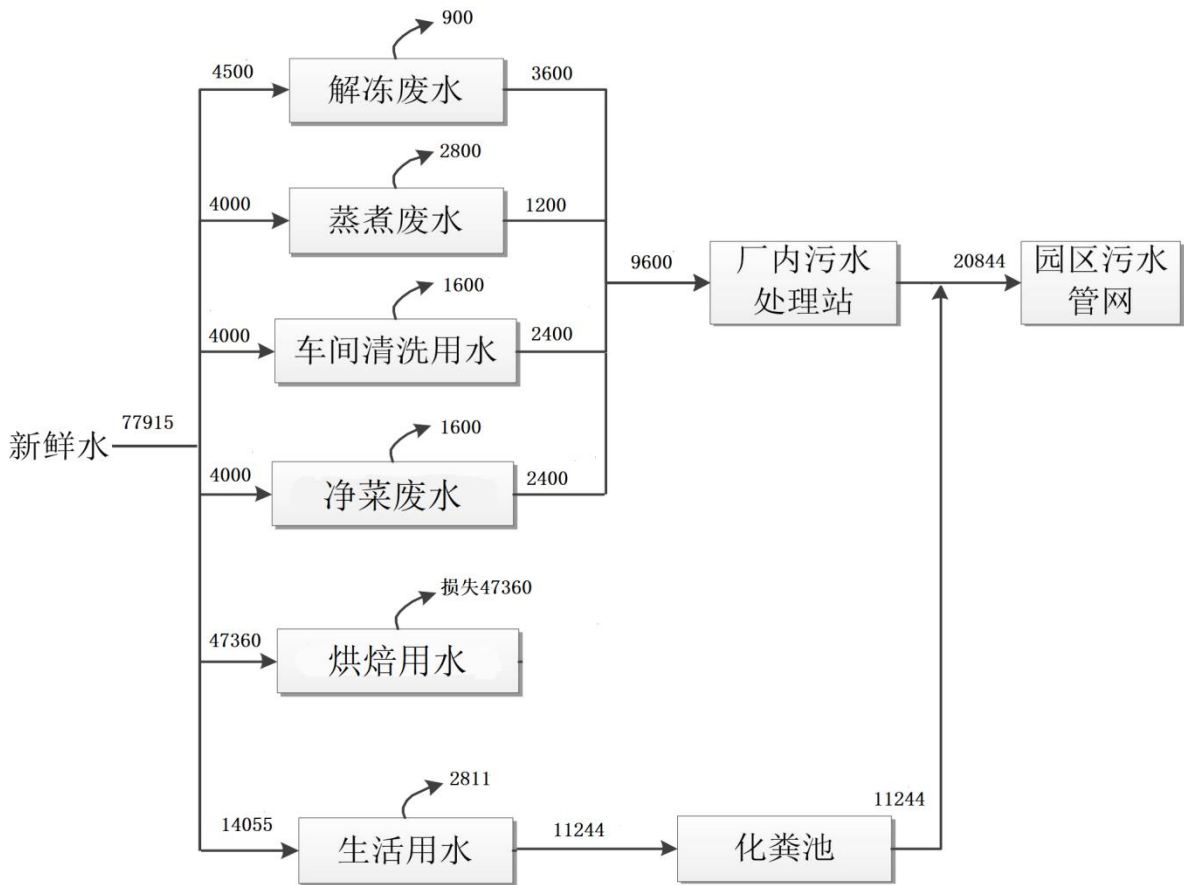 900
4500
解冻废水
3600
2800
4000
蒸煮废水
1200
1600
4000
车间清洗用水
2400
9600
厂内污水
处理站
20844
园区污水
管网
新鲜水
77915
1600
4000
净菜废水
2400
损失47360
47360
烘焙用水
2811
14055
生活用水
11244
化粪池
11244